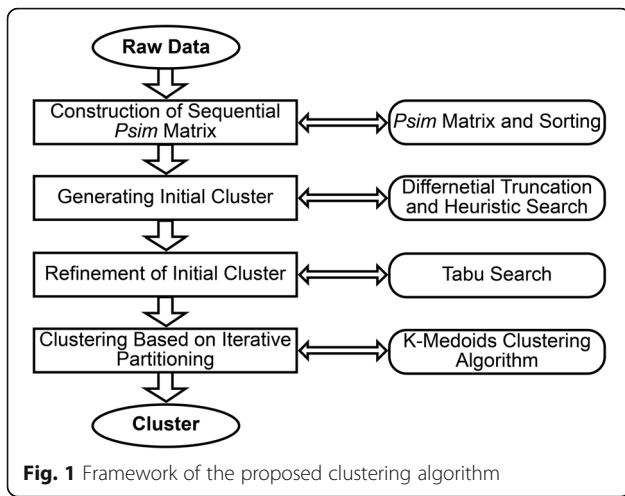 Raw Data
Construction of Sequential
Psim Matrix
Psim Matrix and Sorting
Generating Initial Cluster
Differnetial Truncation
and Heuristic Search
Refinement of Initial Cluster
Tabu Search
Clustering Based on Iterative
Partitioning
K-Medoids Clustering
Algorithm
Cluster
Fig. 1 Framework of the proposed clustering algorithm